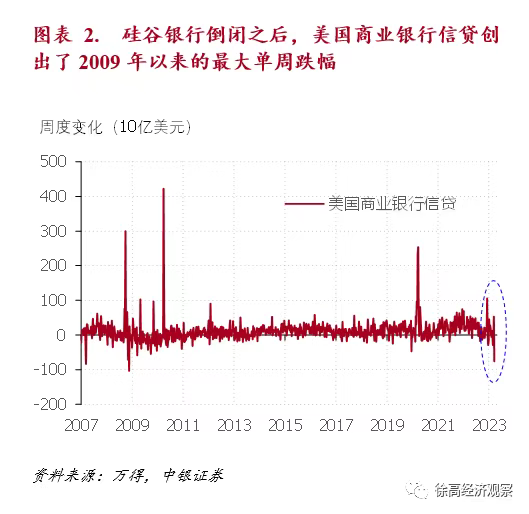 图表 2. 硅谷银行倒闭之后，美国商业银行信贷创
出了 2009 年以来的最大单周跌幅
周度变化（10亿美元）
500
400
300
200
100
0
-100
-200
美国商业银行信贷
2007 2009 2011 2013 2015 2017 2019 2021 2023
资料来源：万得，中银证券
徐高经济观察